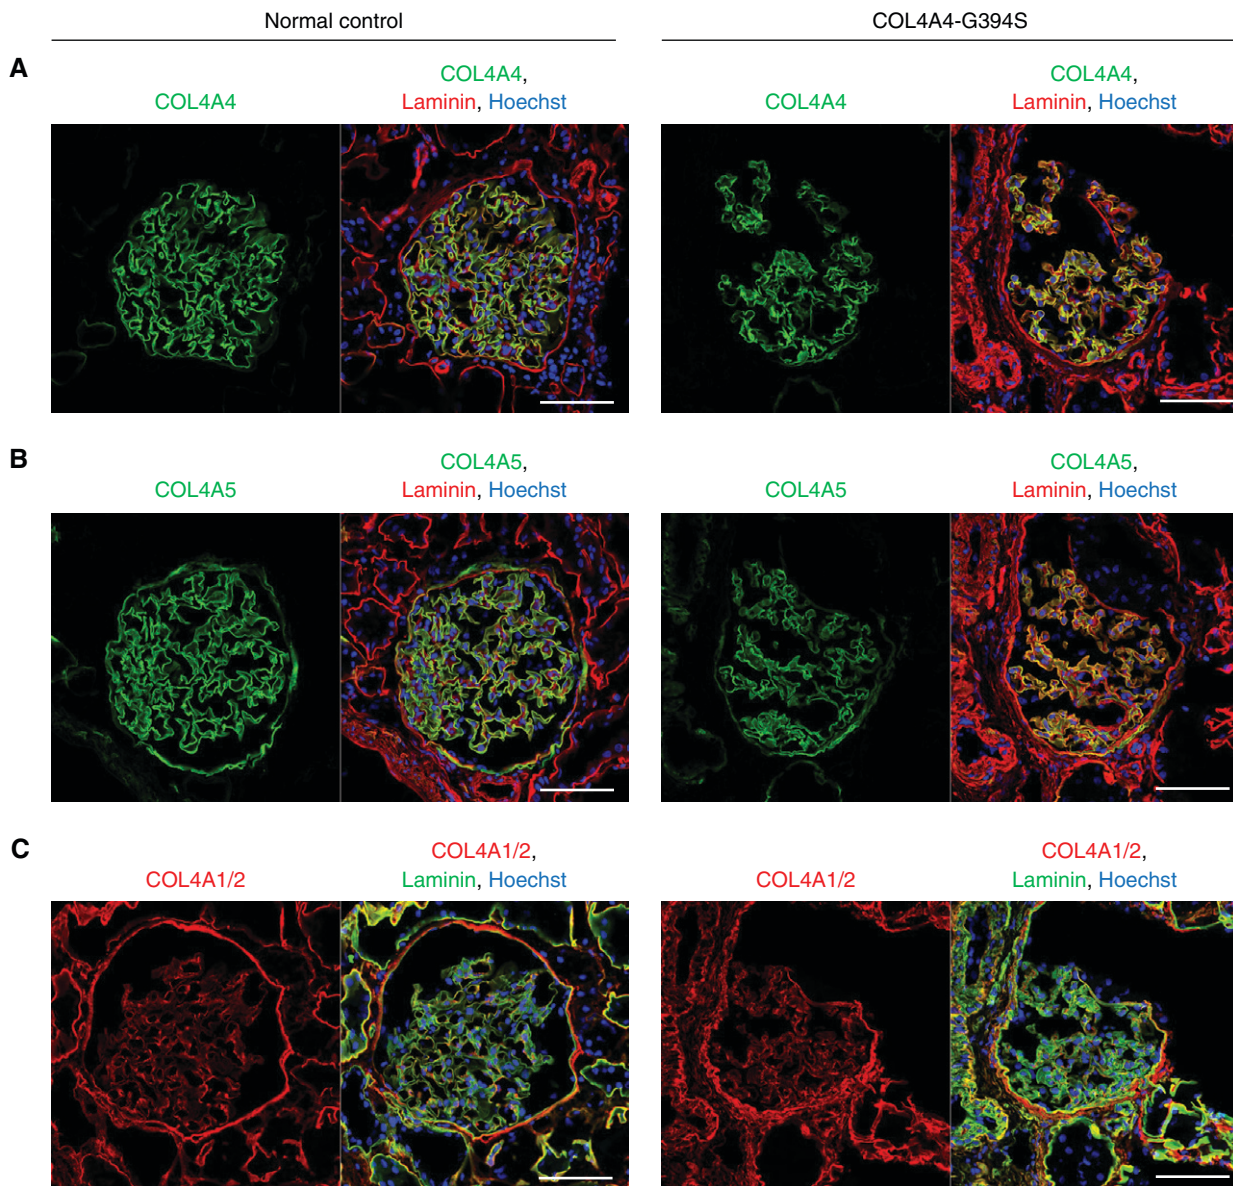 Normal control
COL4A4-G394S
A
COL4A4
COL4A4,
Laminin, Hoechst
COL4A4
COL4A4,
Laminin, Hoechst
B
COL4A5
COL4A5,
Laminin, Hoechst
COL4A5
COL4A5,
Laminin, Hoechst
C
COL4A1/2
COL4A1/2,
Laminin, Hoechst
COL4A1/2
COL4A1/2,
Laminin, Hoechst